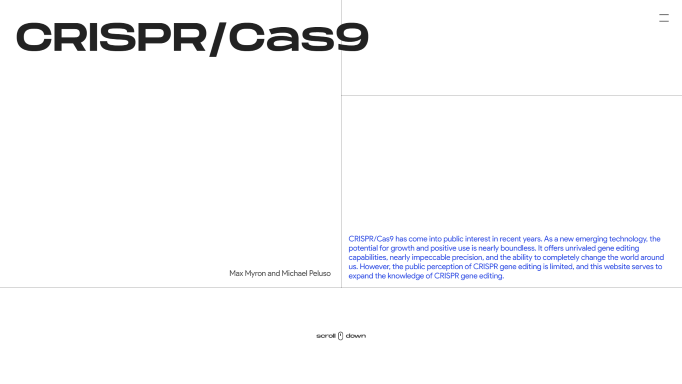 CRISPR/Cas9
CRISPR/Cas9 has come into public interest in recent years. As a new emerging technology, the
potential for growth and positive use is nearly boundless. It offers unrivaled gene editing
capabilities, nearly impeccable precision, and the ability to completely change the world around
us. However, the public perception of CRISPR gene editing is limited, and this website serves to
expand the knowledge of CRISPR gene editing.
Max Myron and Michael Peluso
scroll down